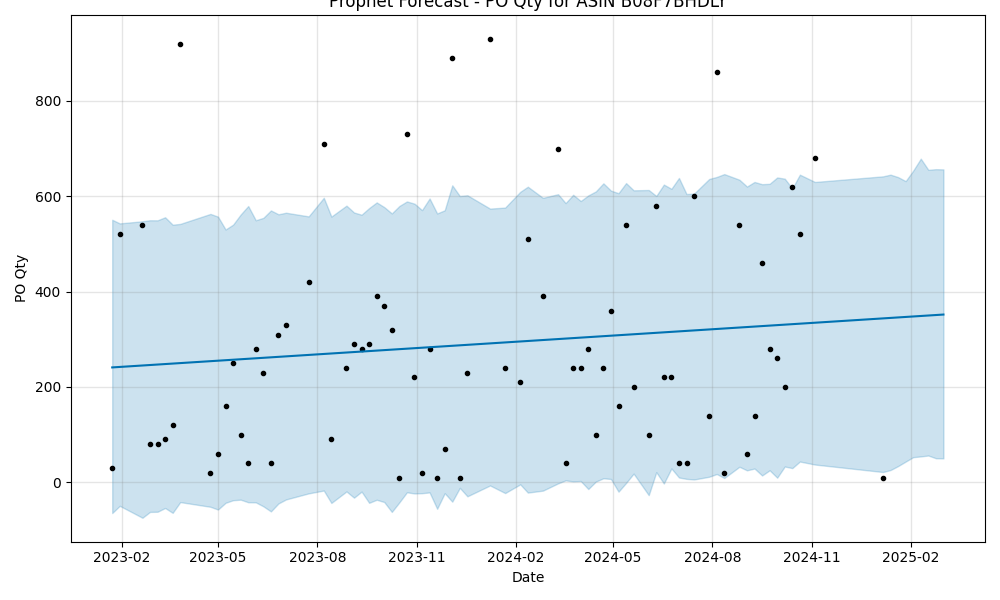 Prophet Forecast - PO Qty for ASIN B08F7BHDLY
800
600
400
200
0
PO Qty
2023-02 2023-05 2023-08 2023-11 2024-02 2024-05 2024-08 2024-11 2025-02
Date